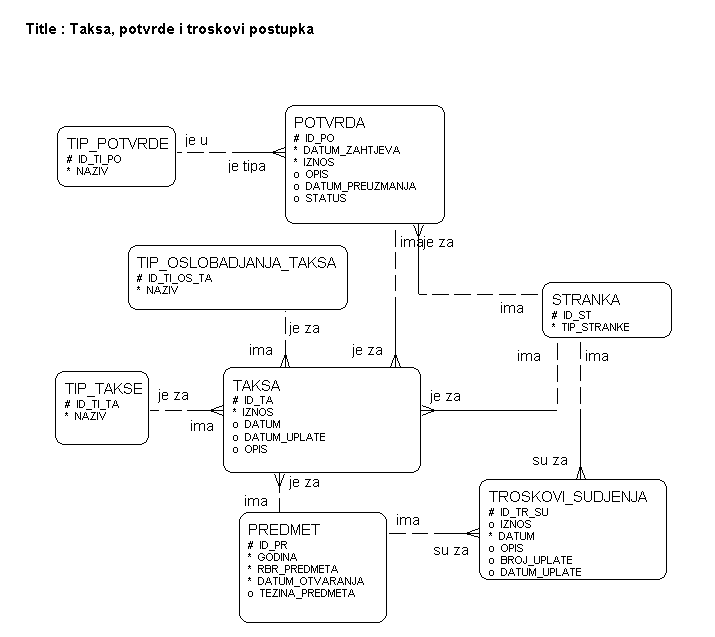 Title : Taksa, potvrde i troskovi postupka
POTVRDA
# ID_PO
* DATUM_ZAHTJEVA
* IZNOS
o OPIS
o DATUM_PREUZMANJA
o STATUS
TIP_POTVRDE
# ID_TI_PO
* NAZIV
je u
je tipa
ima
je za
TIP_OSLOBADJANJA_TAKSA
# ID_TI_OS_TA
* NAZIV
je za
ima
je za
ima
STRANKA
# ID_ST
* TIP_STRANKE
ima
ima
TIP_TAKSE
# ID_TI_TA
* NAZIV
je za
ima
TAKSA
# ID_TA
* IZNOS
o DATUM
o DATUM_UPLATE
o OPIS
je za
su za
je za
ima
PREDMET
# ID_PR
* GODINA
* RBR_PREDMETA
* DATUM_OTVARANJA
o TEZINA_PREDMETA
ima
su za
TROSKOVI_SUDJENJA
# ID_TR_SU
o IZNOS
* DATUM
o OPIS
o BROJ_UPLATE
o DATUM_UPLATE